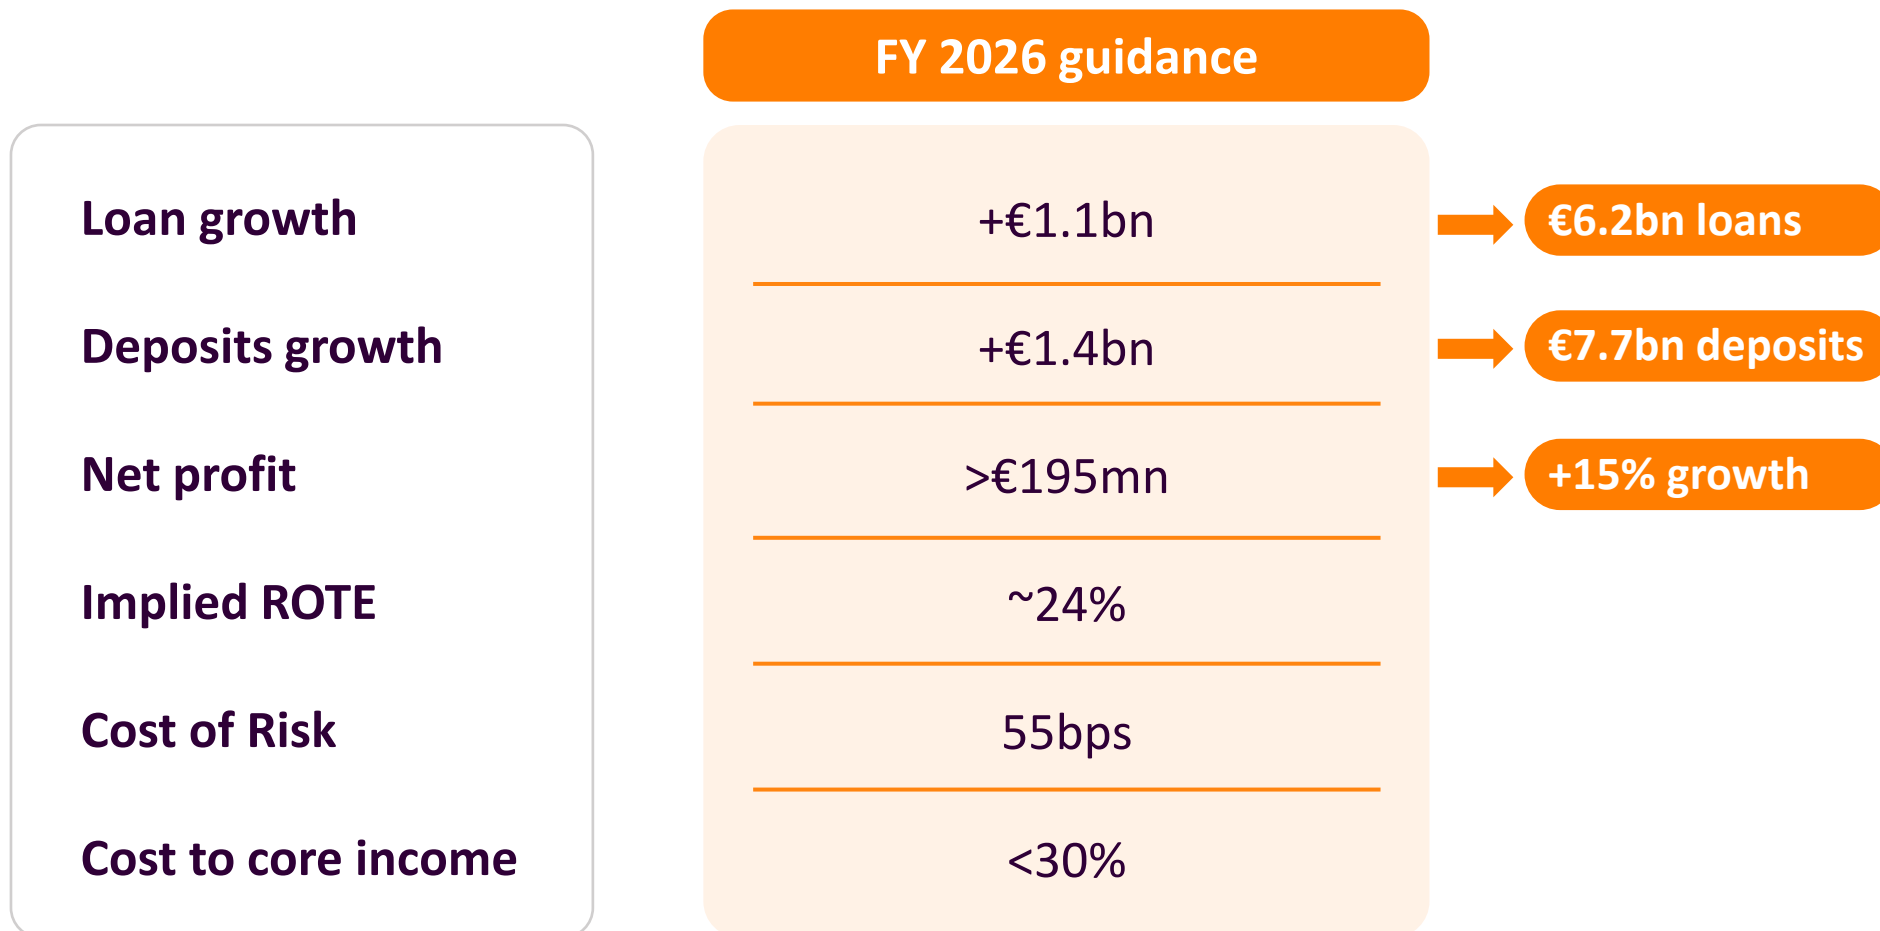 FY 2026 guidance
Loan growth
+€1.1bn
€6.2bn loans
Deposits growth
+€1.4bn
€7.7bn deposits
Net profit
>€195mn
+15% growth
Implied ROTE
~24%
Cost of Risk
55bps
Cost to core income
<30%